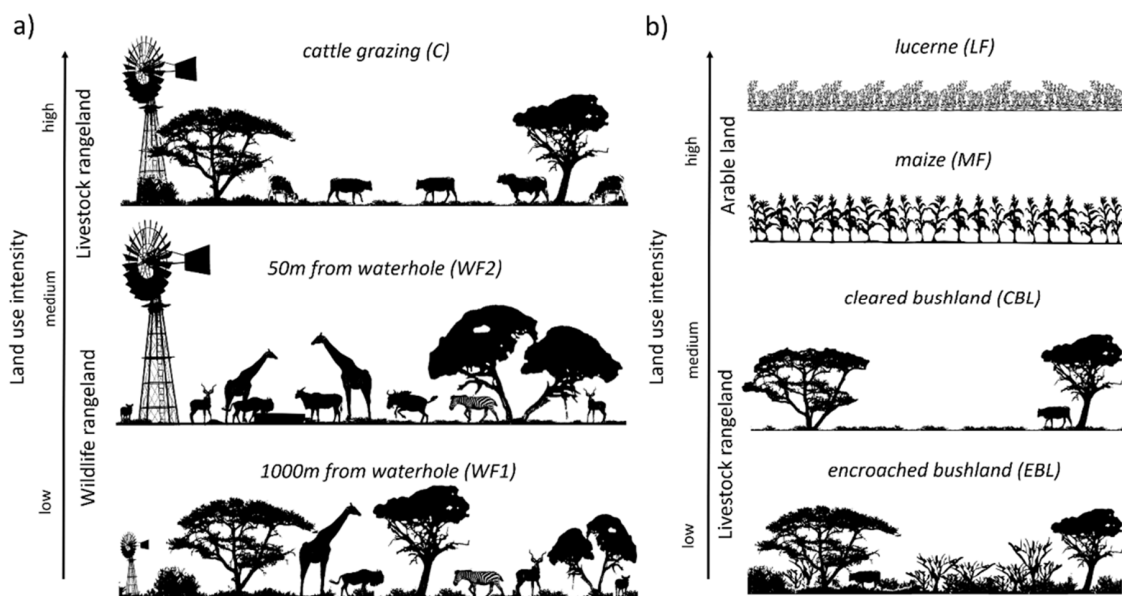 a)
cattle grazing (C)
high
Livestock rangeland
Land use intensity
50m from waterhole (WF2)
medium
Wildlife rangeland
1000m from waterhole (WF1)
low
b)
lucerne (LF)
high
Arable land
maize (MF)
Land use intensity
cleared bushland (CBL)
medium
Livestock rangeland
encroached bushland (EBL)
low